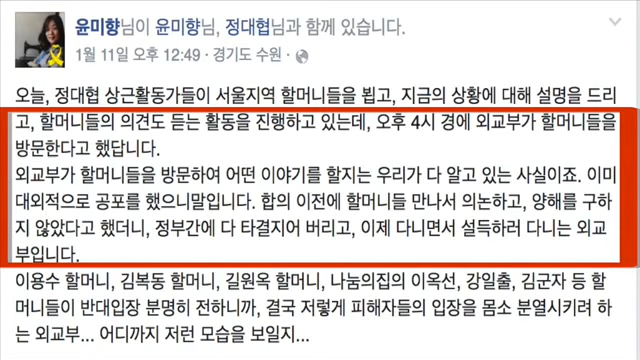 윤미향님이 윤미향님, 정대협님과 함께 있습니다.
1월 11일 오후 12:49 · 경기도 수원 ·
오늘, 정대협 상근활동가들이 서울지역 할머니들을 뵙고, 지금의 상황에 대해 설명을 드리
고, 할머니들의 의견도 듣는 활동을 진행하고 있는데, 오후 4시 경에 외교부가 할머니들을
방문한다고 했답니다.
외교부가 할머니들을 방문하여 어떤 이야기를 할지는 우리가 다 알고 있는 사실이죠. 이미
대외적으로 공포를 했으니말입니다. 합의 이전에 할머니들 만나서 의논하고, 양해를 구하
지 않았다고 했더니, 정부간에 다 타결지어 버리고, 이제 다니면서 설득하러 다니는 외교
부입니다.
이용수 할머니, 김복동 할머니, 길원옥 할머니, 나눔의집의 이옥선, 강일출, 김군자 등 할
머니들이 반대입장 분명히 전하니까, 결국 저렇게 피해자들의 입장을 몸소 분열시키려 하
는 외교부... 어디까지 저런 모습을 보일지...